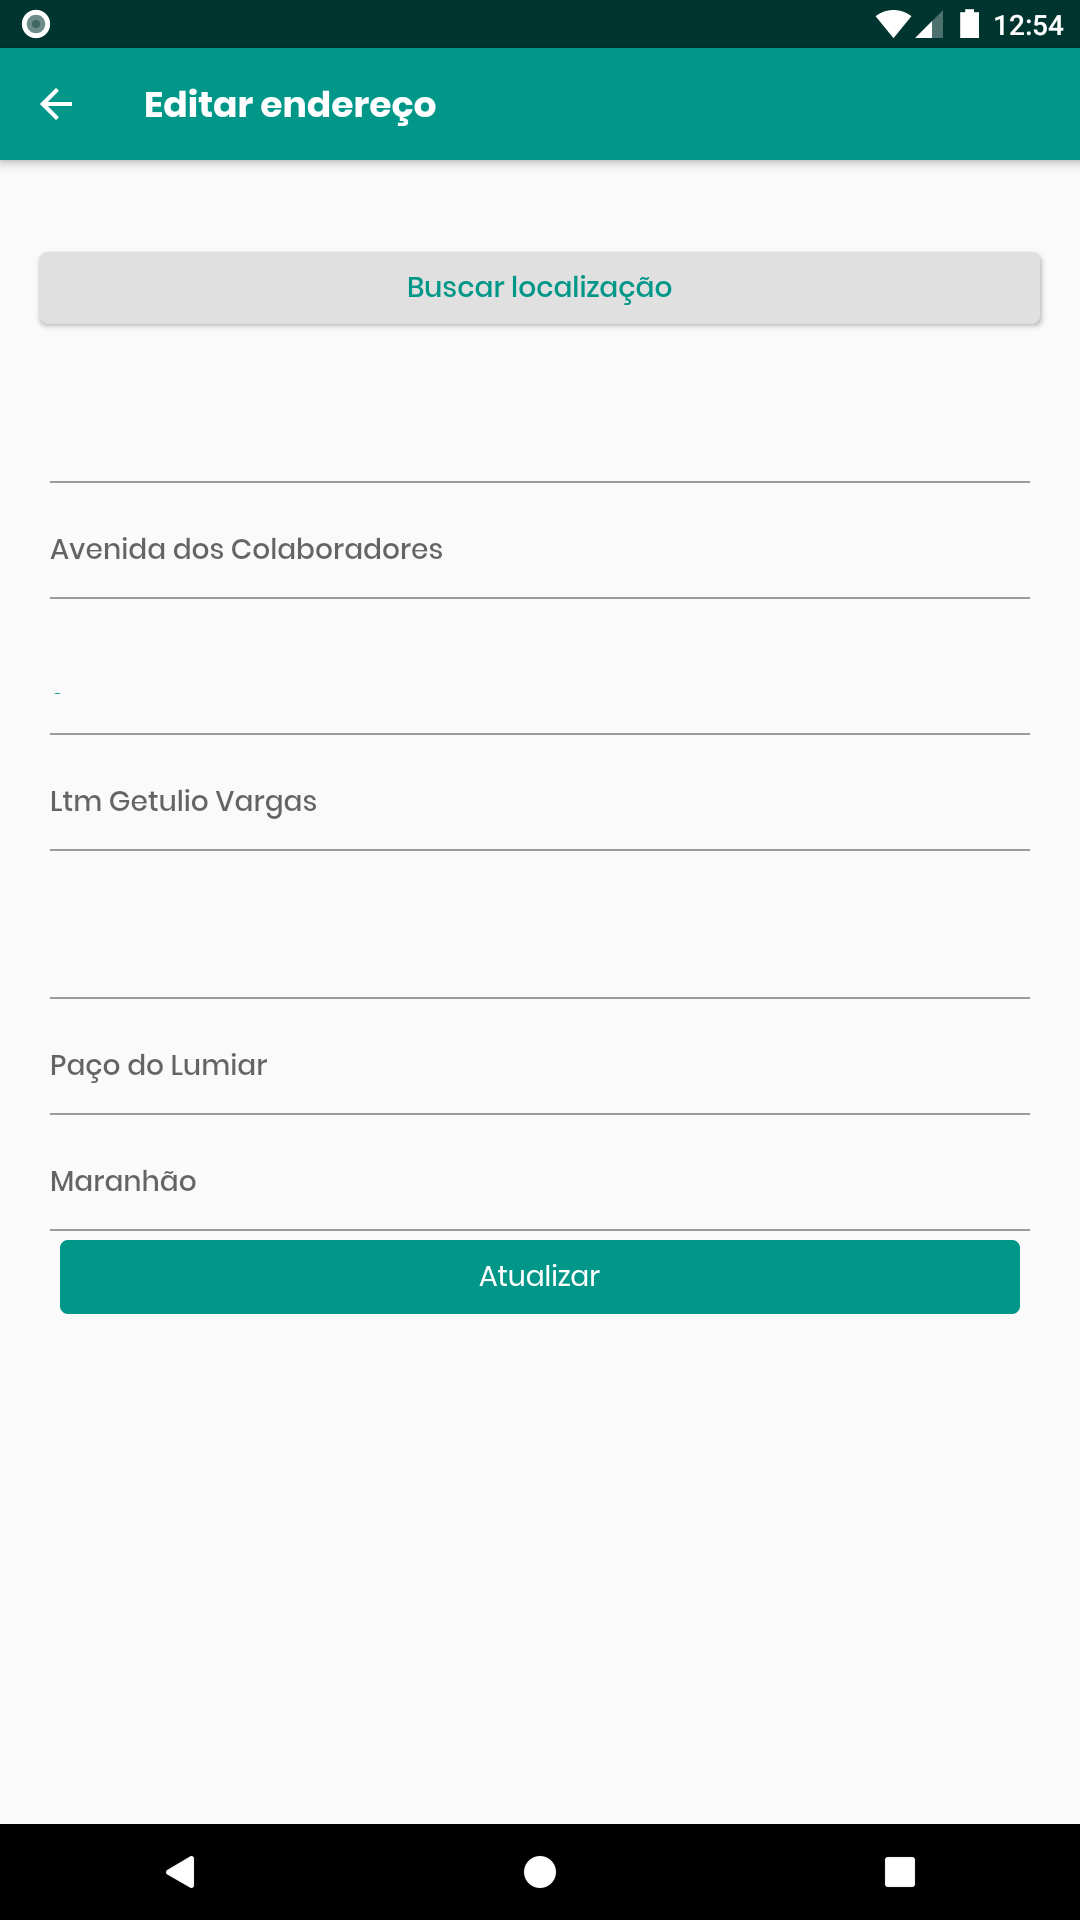 12:54
Editar endereço
Buscar localização
Avenida dos Colaboradores
Ltm Getulio Vargas
Paço do Lumiar
Maranhão
Atualizar